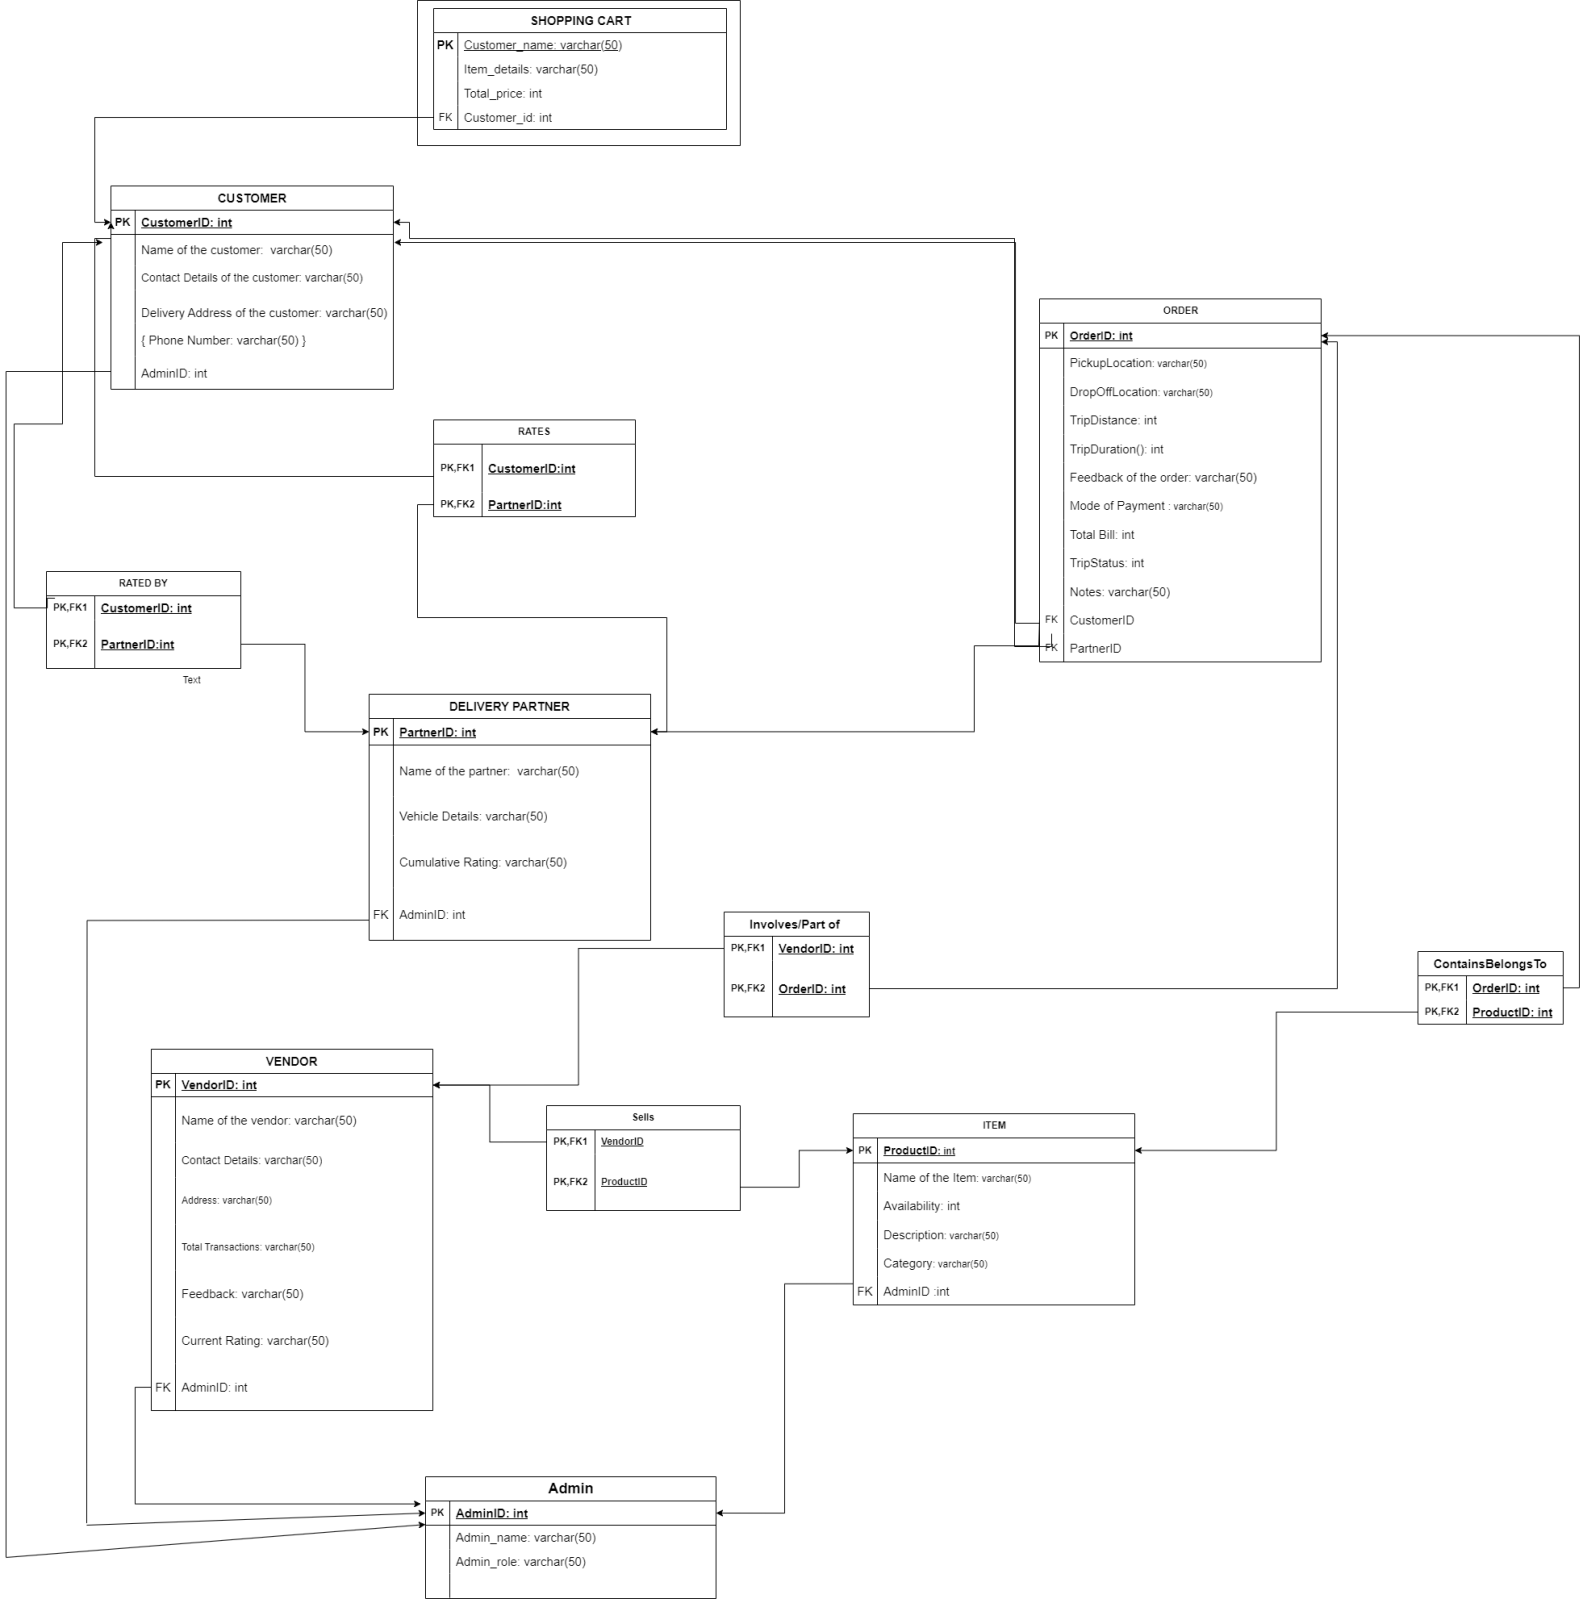 SHOPPING CART
PK Customer_name: varchar(50)
Item_details: varchar(50)
Total_price: int
FK Customer_id: int
CUSTOMER
PK CustomerID: int
Name of the customer:  varchar(50)
Contact Details of the customer: varchar(50)
Delivery Address of the customer: varchar(50)
{ Phone Number: varchar(50) }
AdminID: int
ORDER
PK OrderID: int
PickupLocation: varchar(50)
DropOffLocation: varchar(50)
TripDistance: int
TripDuration(): int
Feedback of the order: varchar(50)
Mode of Payment : varchar(50)
Total Bill: int
TripStatus: int
Notes: varchar(50)
FK CustomerID
FK PartnerID
RATES
PK,FK1 CustomerID:int
PK,FK2 PartnerID:int
RATED BY
PK,FK1 CustomerID: int
PK,FK2 PartnerID:int
Text
DELIVERY PARTNER
PK PartnerID: int
Name of the partner:  varchar(50)
Vehicle Details: varchar(50)
Cumulative Rating: varchar(50)
FK AdminID: int
Involves/Part of
PK,FK1 VendorID: int
PK,FK2 OrderID: int
ContainsBelongsTo
PK,FK1 OrderID: int
PK,FK2 ProductID: int
VENDOR
PK VendorID: int
Name of the vendor: varchar(50)
Contact Details: varchar(50)
Address: varchar(50)
Total Transactions: varchar(50)
Feedback: varchar(50)
Current Rating: varchar(50)
FK AdminID: int
Sells
PK,FK1 VendorID
PK,FK2 ProductID
ITEM
PK ProductID: int
Name of the Item: varchar(50)
Availability: int
Description: varchar(50)
Category: varchar(50)
FK AdminID :int
Admin
PK AdminID: int
Admin_name: varchar(50)
Admin_role: varchar(50)